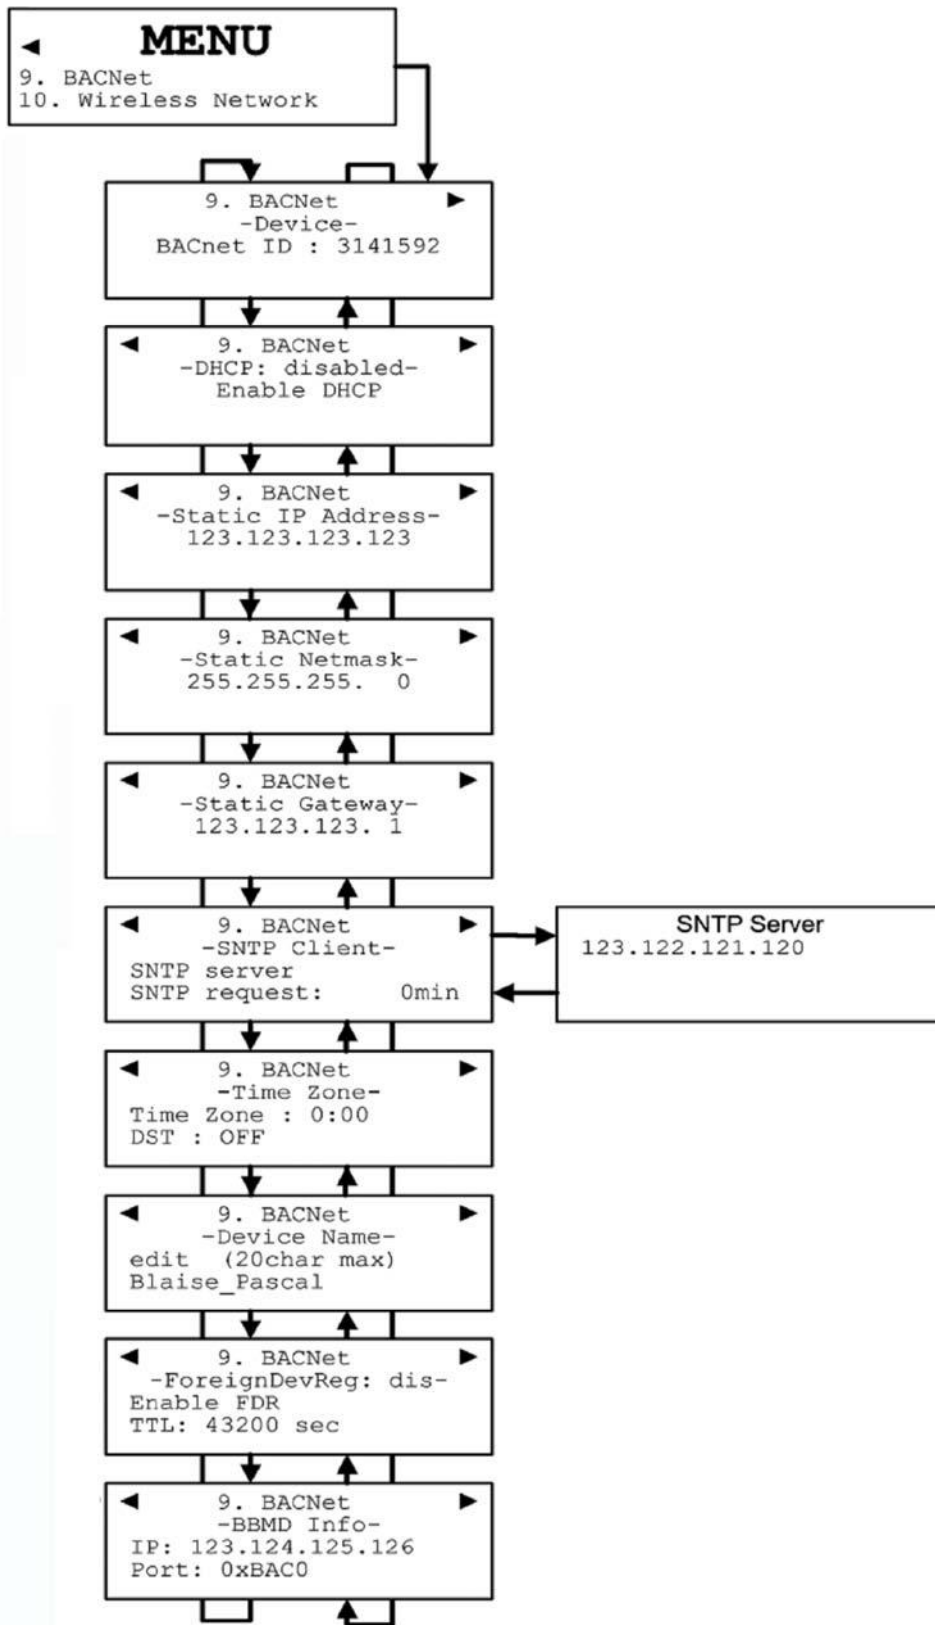 ◄ MENU
9. BACNet
10. Wireless Network
9. BACNet ►
-Device-
BACnet ID : 3141592
◄ 9. BACNet ►
-DHCP: disabled-
Enable DHCP
◄ 9. BACNet ►
-Static IP Address-
123.123.123.123
◄ 9. BACNet ►
-Static Netmask-
255.255.255. 0
◄ 9. BACNet ►
-Static Gateway-
123.123.123. 1
◄ 9. BACNet ►
-SNTP Client-
SNTP server
SNTP request: 0min
SNTP Server
123.122.121.120
◄ 9. BACNet ►
-Time Zone-
Time Zone : 0:00
DST : OFF
◄ 9. BACNet ►
-Device Name-
edit (20char max)
Blaise_Pascal
◄ 9. BACNet ►
-ForeignDevReg: dis-
Enable FDR
TTL: 43200 sec
◄ 9. BACNet ►
-BBMD Info-
IP: 123.124.125.126
Port: 0xBAC0